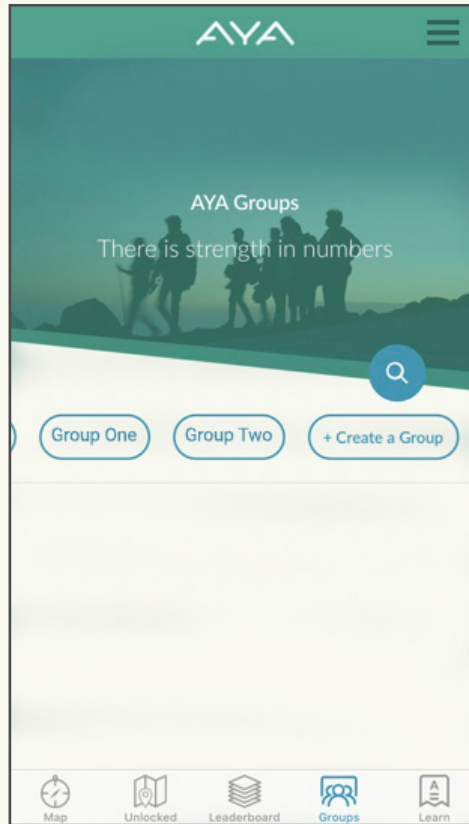 AYA
AYA Groups
There is strength in numbers
Group One
Group Two
+ Create a Group
Map
Unlocked
Leaderboard
Groups
A
Learn